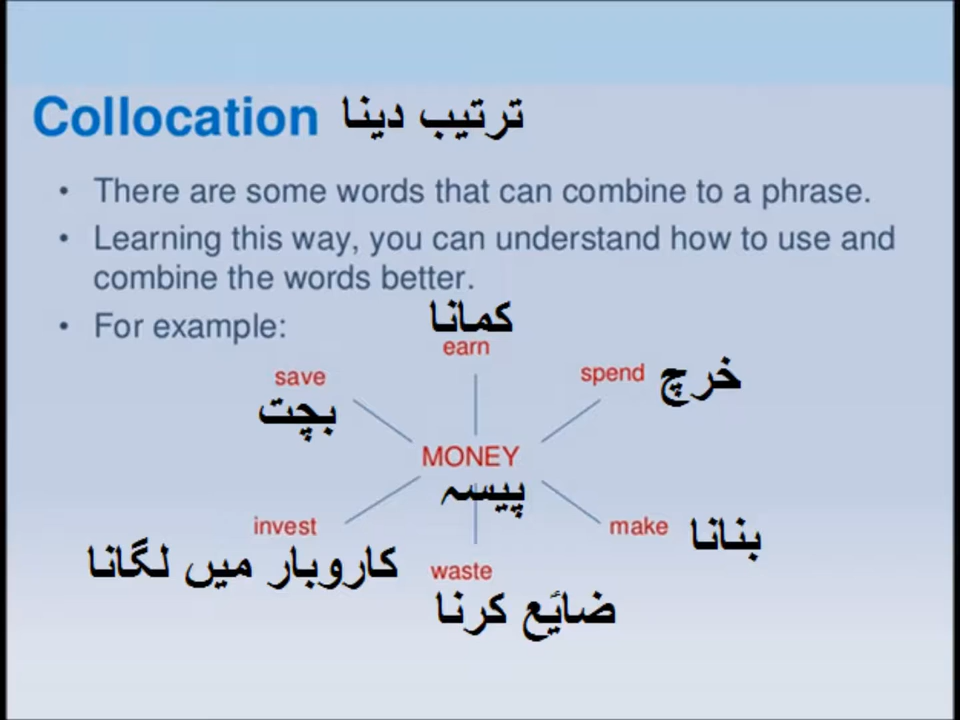 Collocation ترتیب دینا
• There are some words that can combine to a phrase.
• Learning this way, you can understand how to use and
combine the words better.
• For example:
کمانا
earn
save
spend خرچ
بچت
MONEY
پیسہ
invest
make بنانا
کاروبار میں لگانا
waste
ضائع کرنا